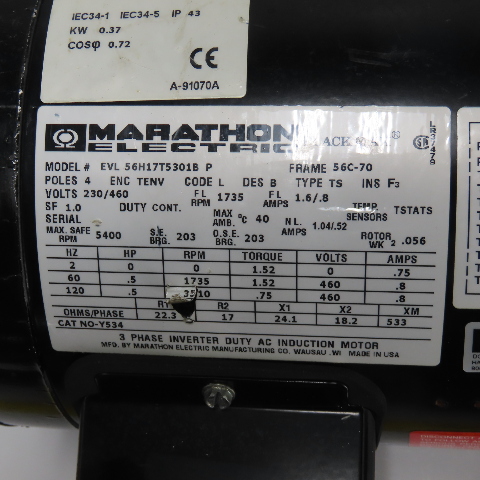 IEC34-1 IEC34-5 IP 43
KW 0.37
COSφ 0.72
CE
A-91070A
MARATHON
ELECTRIC
BLACK MAX®
LR37479
MODEL # EVL 56H17T5301B P FRAME 56C-70
POLES 4 ENC TENV CODE L DES B TYPE TS INS F3
VOLTS 230/460 FL RPM 1735 FL AMPS 1.6/.8
SF 1.0 DUTY CONT. MAX AMB. °C 40 NL. AMPS 1.04/.52 TEMP. SENSORS TSTATS
SERIAL
MAX. SAFE RPM 5400 S.E. BRG. 203 O.S.E. BRG. 203 ROTOR WK 2 .056
HZ HP RPM TORQUE VOLTS AMPS
2 0 0 1.52 0 .75
60 .5 1735 1.52 460 .8
120 .5 3510 .75 460 .8
OHMS/PHASE R1 R2 X1 X2 XM
22.3 17 24.1 18.2 533
CAT NO-Y534
3 PHASE INVERTER DUTY AC INDUCTION MOTOR
MFG. BY MARATHON ELECTRIC MANUFACTURING CO. WAUSAU, WI MADE IN USA